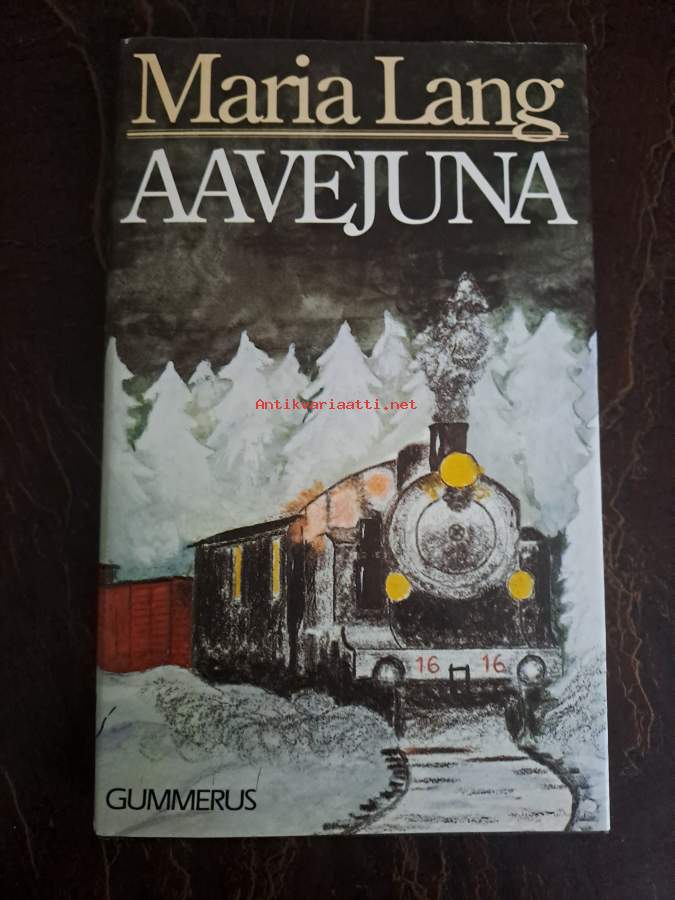 Maria Lang
AAVEJUNA
Antikvariaatti.net
16 16
GUMMERUS